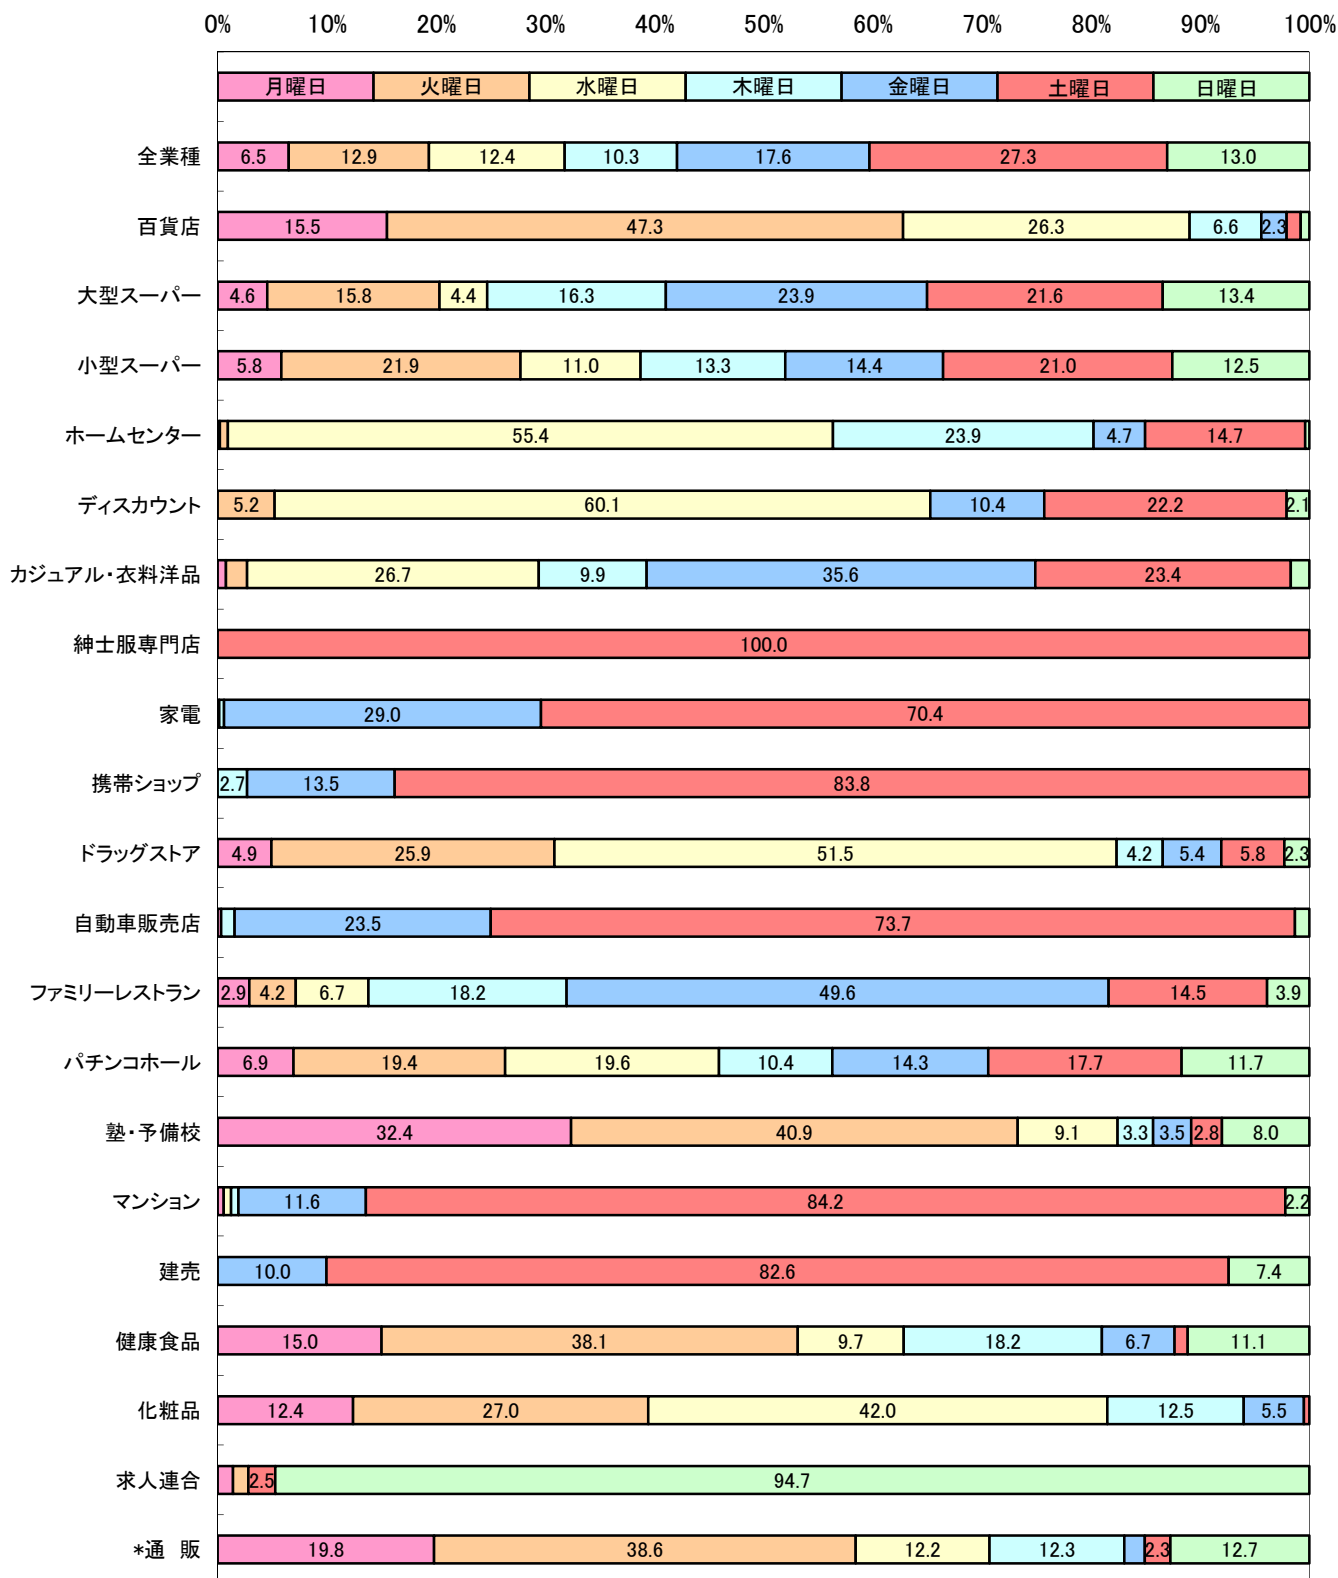 0% 10% 20% 30% 40% 50% 60% 70% 80% 90% 100%
月曜日 火曜日 水曜日 木曜日 金曜日 土曜日 日曜日
全業種 6.5 12.9 12.4 10.3 17.6 27.3 13.0
百貨店 15.5 47.3 26.3 6.6 2.3
大型スーパー 4.6 15.8 4.4 16.3 23.9 21.6 13.4
小型スーパー 5.8 21.9 11.0 13.3 14.4 21.0 12.5
ホームセンター 55.4 23.9 4.7 14.7
ディスカウント 5.2 60.1 10.4 22.2 2.1
カジュアル・衣料洋品 26.7 9.9 35.6 23.4
紳士服専門店 100.0
家電 29.0 70.4
携帯ショップ 2.7 13.5 83.8
ドラッグストア 4.9 25.9 51.5 4.2 5.4 5.8 2.3
自動車販売店 23.5 73.7
ファミリーレストラン 2.9 4.2 6.7 18.2 49.6 14.5 3.9
パチンコホール 6.9 19.4 19.6 10.4 14.3 17.7 11.7
塾・予備校 32.4 40.9 9.1 3.3 3.5 2.8 8.0
マンション 11.6 84.2 2.2
建売 10.0 82.6 7.4
健康食品 15.0 38.1 9.7 18.2 6.7 11.1
化粧品 12.4 27.0 42.0 12.5 5.5
求人連合 2.5 94.7
*通　販 19.8 38.6 12.2 12.3 2.3 12.7